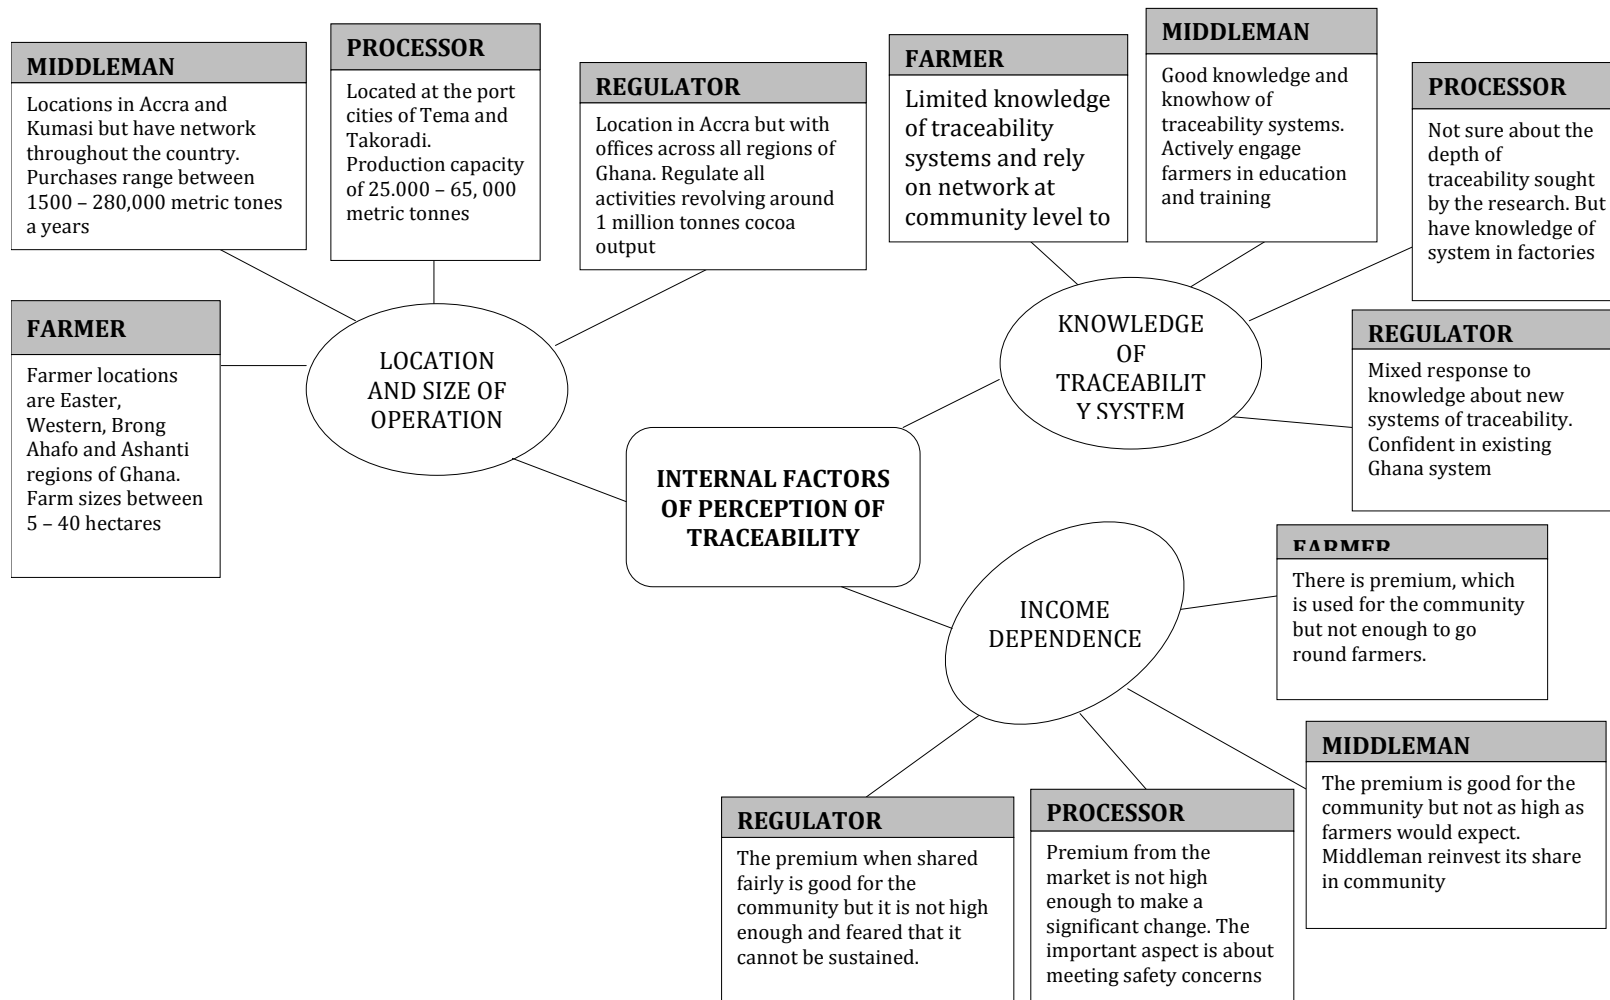 MIDDLEMAN
Locations in Accra and
Kumasi but have network
throughout the country.
Purchases range between
1500 – 280,000 metric tones
a years
PROCESSOR
Located at the port
cities of Tema and
Takoradi.
Production capacity
of 25.000 – 65, 000
metric tonnes
REGULATOR
Location in Accra but with
offices across all regions of
Ghana. Regulate all
activities revolving around
1 million tonnes cocoa
output
FARMER
Farmer locations
are Easter,
Western, Brong
Ahafo and Ashanti
regions of Ghana.
Farm sizes between
5 – 40 hectares
LOCATION
AND SIZE OF
OPERATION
FARMER
Limited knowledge
of traceability
systems and rely
on network at
community level to
MIDDLEMAN
Good knowledge and
knowhow of
traceability systems.
Actively engage
farmers in education
and training
PROCESSOR
Not sure about the
depth of
traceability sought
by the research. But
have knowledge of
system in factories
REGULATOR
Mixed response to
knowledge about new
systems of traceability.
Confident in existing
Ghana system
KNOWLEDGE
OF
TRACEABILIT
Y SYSTEM
INTERNAL FACTORS
OF PERCEPTION OF
TRACEABILITY
INCOME
DEPENDENCE
FARMER
There is premium, which
is used for the community
but not enough to go
round farmers.
MIDDLEMAN
The premium is good for the
community but not as high as
farmers would expect.
Middleman reinvest its share
in community
REGULATOR
The premium when shared
fairly is good for the
community but it is not high
enough and feared that it
cannot be sustained.
PROCESSOR
Premium from the
market is not high
enough to make a
significant change. The
important aspect is about
meeting safety concerns